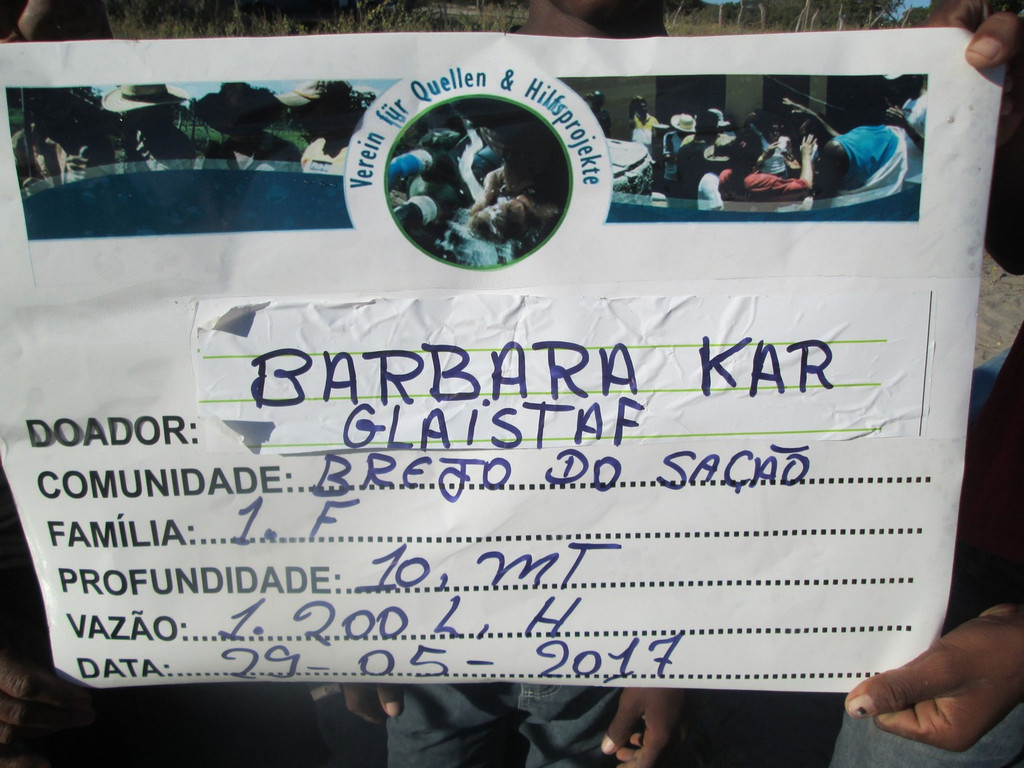 Verein für Quellen & Hilfsprojekte
BARBARA KAR
DOADOR: GLAISTAF
COMUNIDADE: BREJO DO SAÇÃO
FAMÍLIA: 1. F
PROFUNDIDADE: 10, MT
VAZÃO: 1.200 L, H
DATA: 29-05-2017